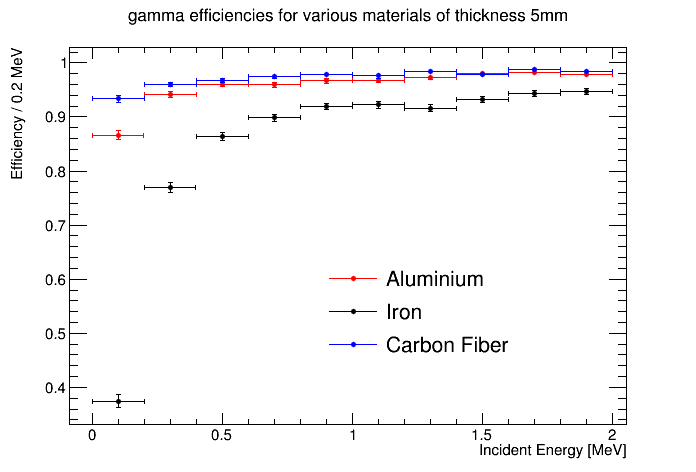 gamma efficiencies for various materials of thickness 5mm
Efficiency / 0.2 MeV
1
0.9
0.8
0.7
0.6
0.5
0.4
Aluminium
Iron
Carbon Fiber
0 0.5 1 1.5 2
Incident Energy [MeV]